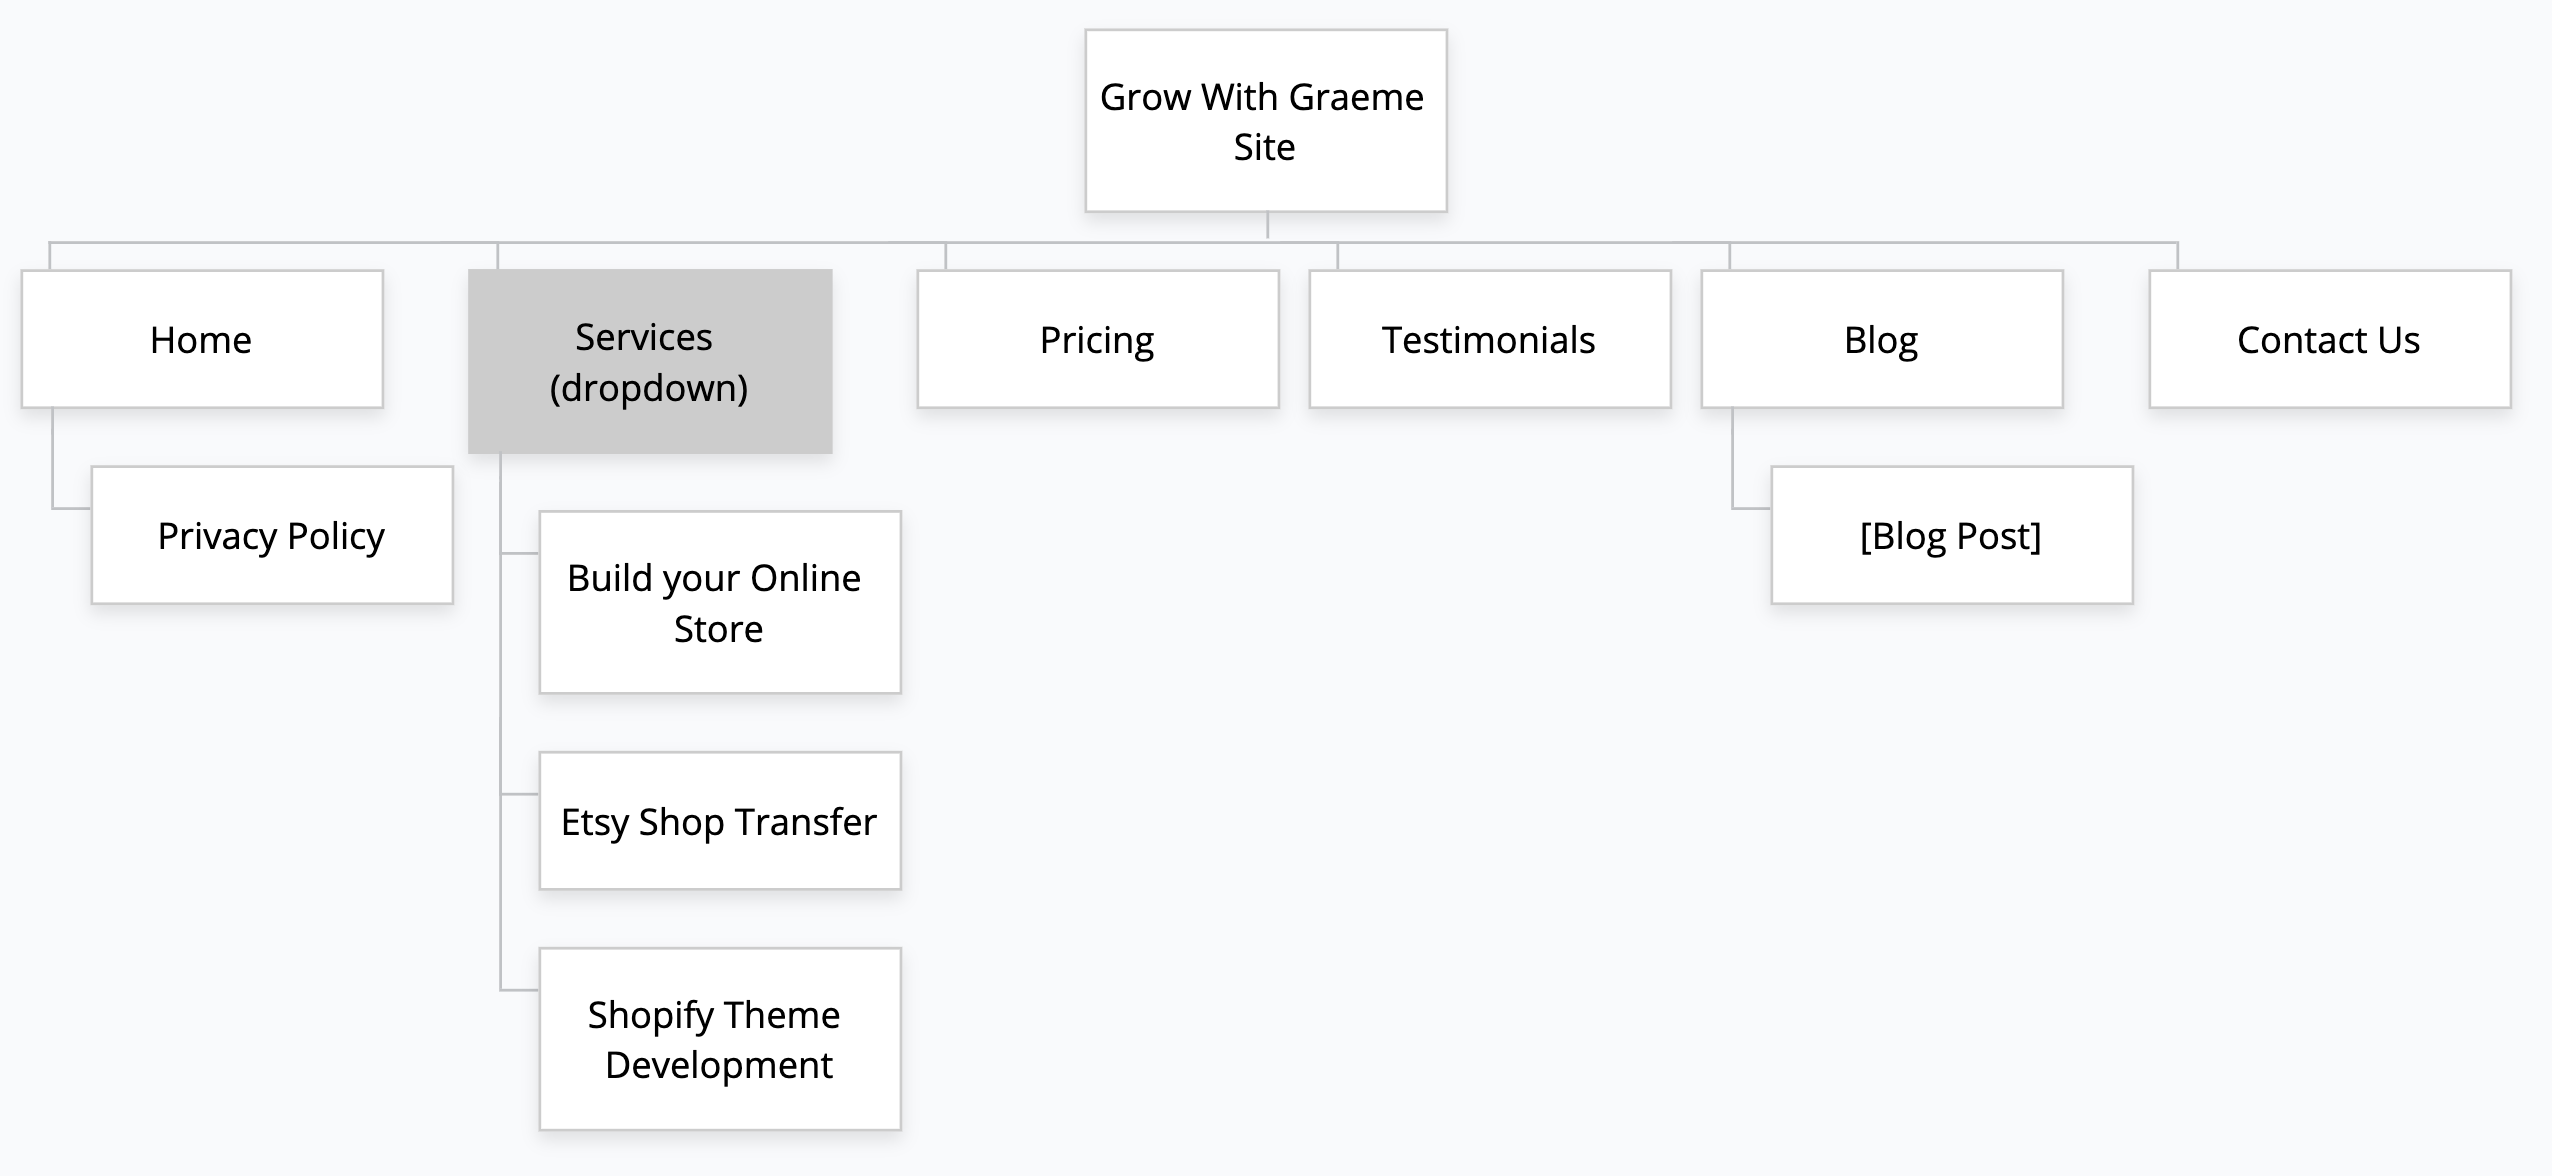 Grow With Graeme
Site
Home
Services
(dropdown)
Pricing
Testimonials
Blog
Contact Us
Privacy Policy
[Blog Post]
Build your Online
Store
Etsy Shop Transfer
Shopify Theme
Development